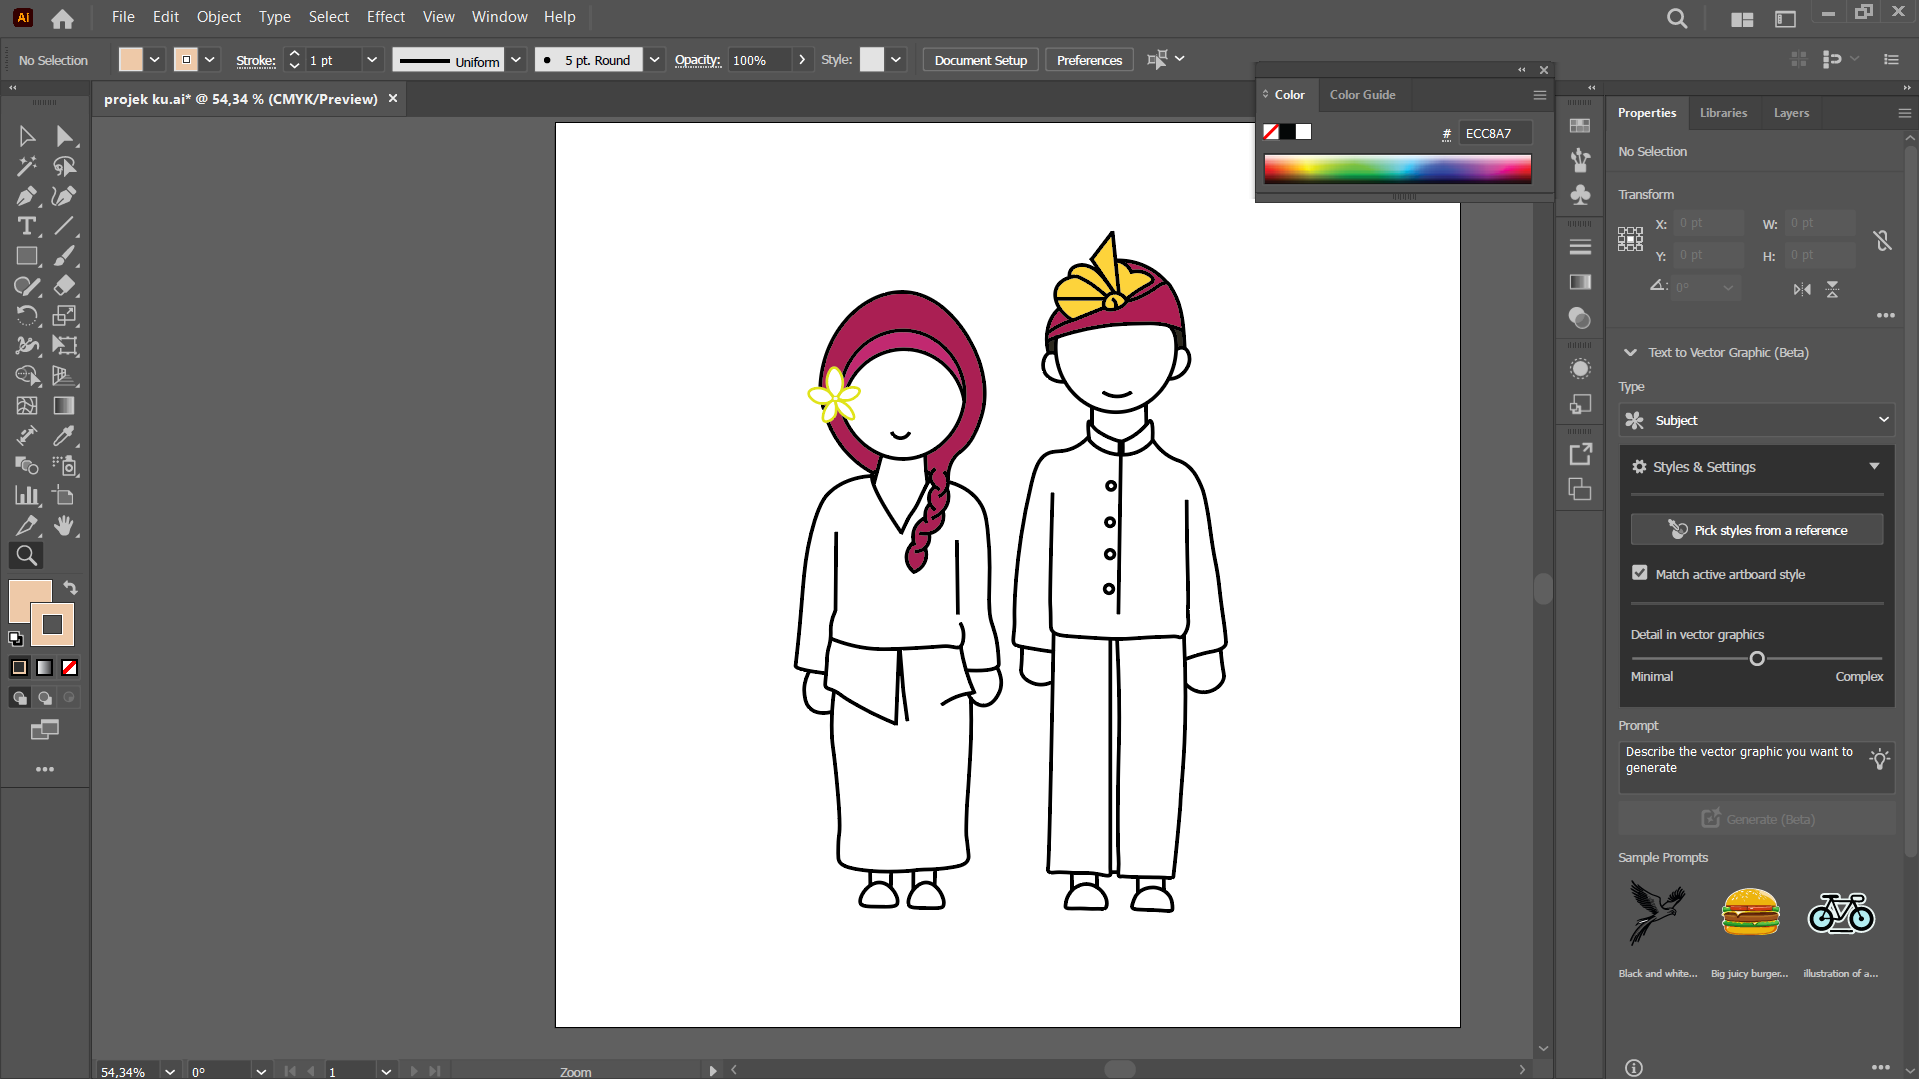 Ai File Edit Object Type Select Effect View Window Help
No Selection Stroke: 1 pt Uniform 5 pt. Round Opacity: 100% Style: Document Setup Preferences
projek ku.ai* @ 54,34 % (CMYK/Preview)
Color Color Guide
# ECC8A7
Properties Libraries Layers
No Selection
Transform
X: 0 pt W: 0 pt
Y: 0 pt H: 0 pt
0°
Text to Vector Graphic (Beta)
Type
Subject
Styles & Settings
Pick styles from a reference
Match active artboard style
Detail in vector graphics
Minimal Complex
Prompt
Describe the vector graphic you want to
generate
Generate (Beta)
Sample Prompts
Black and white... Big juicy burger... illustration of a...
54,34% 0° 1 Zoom